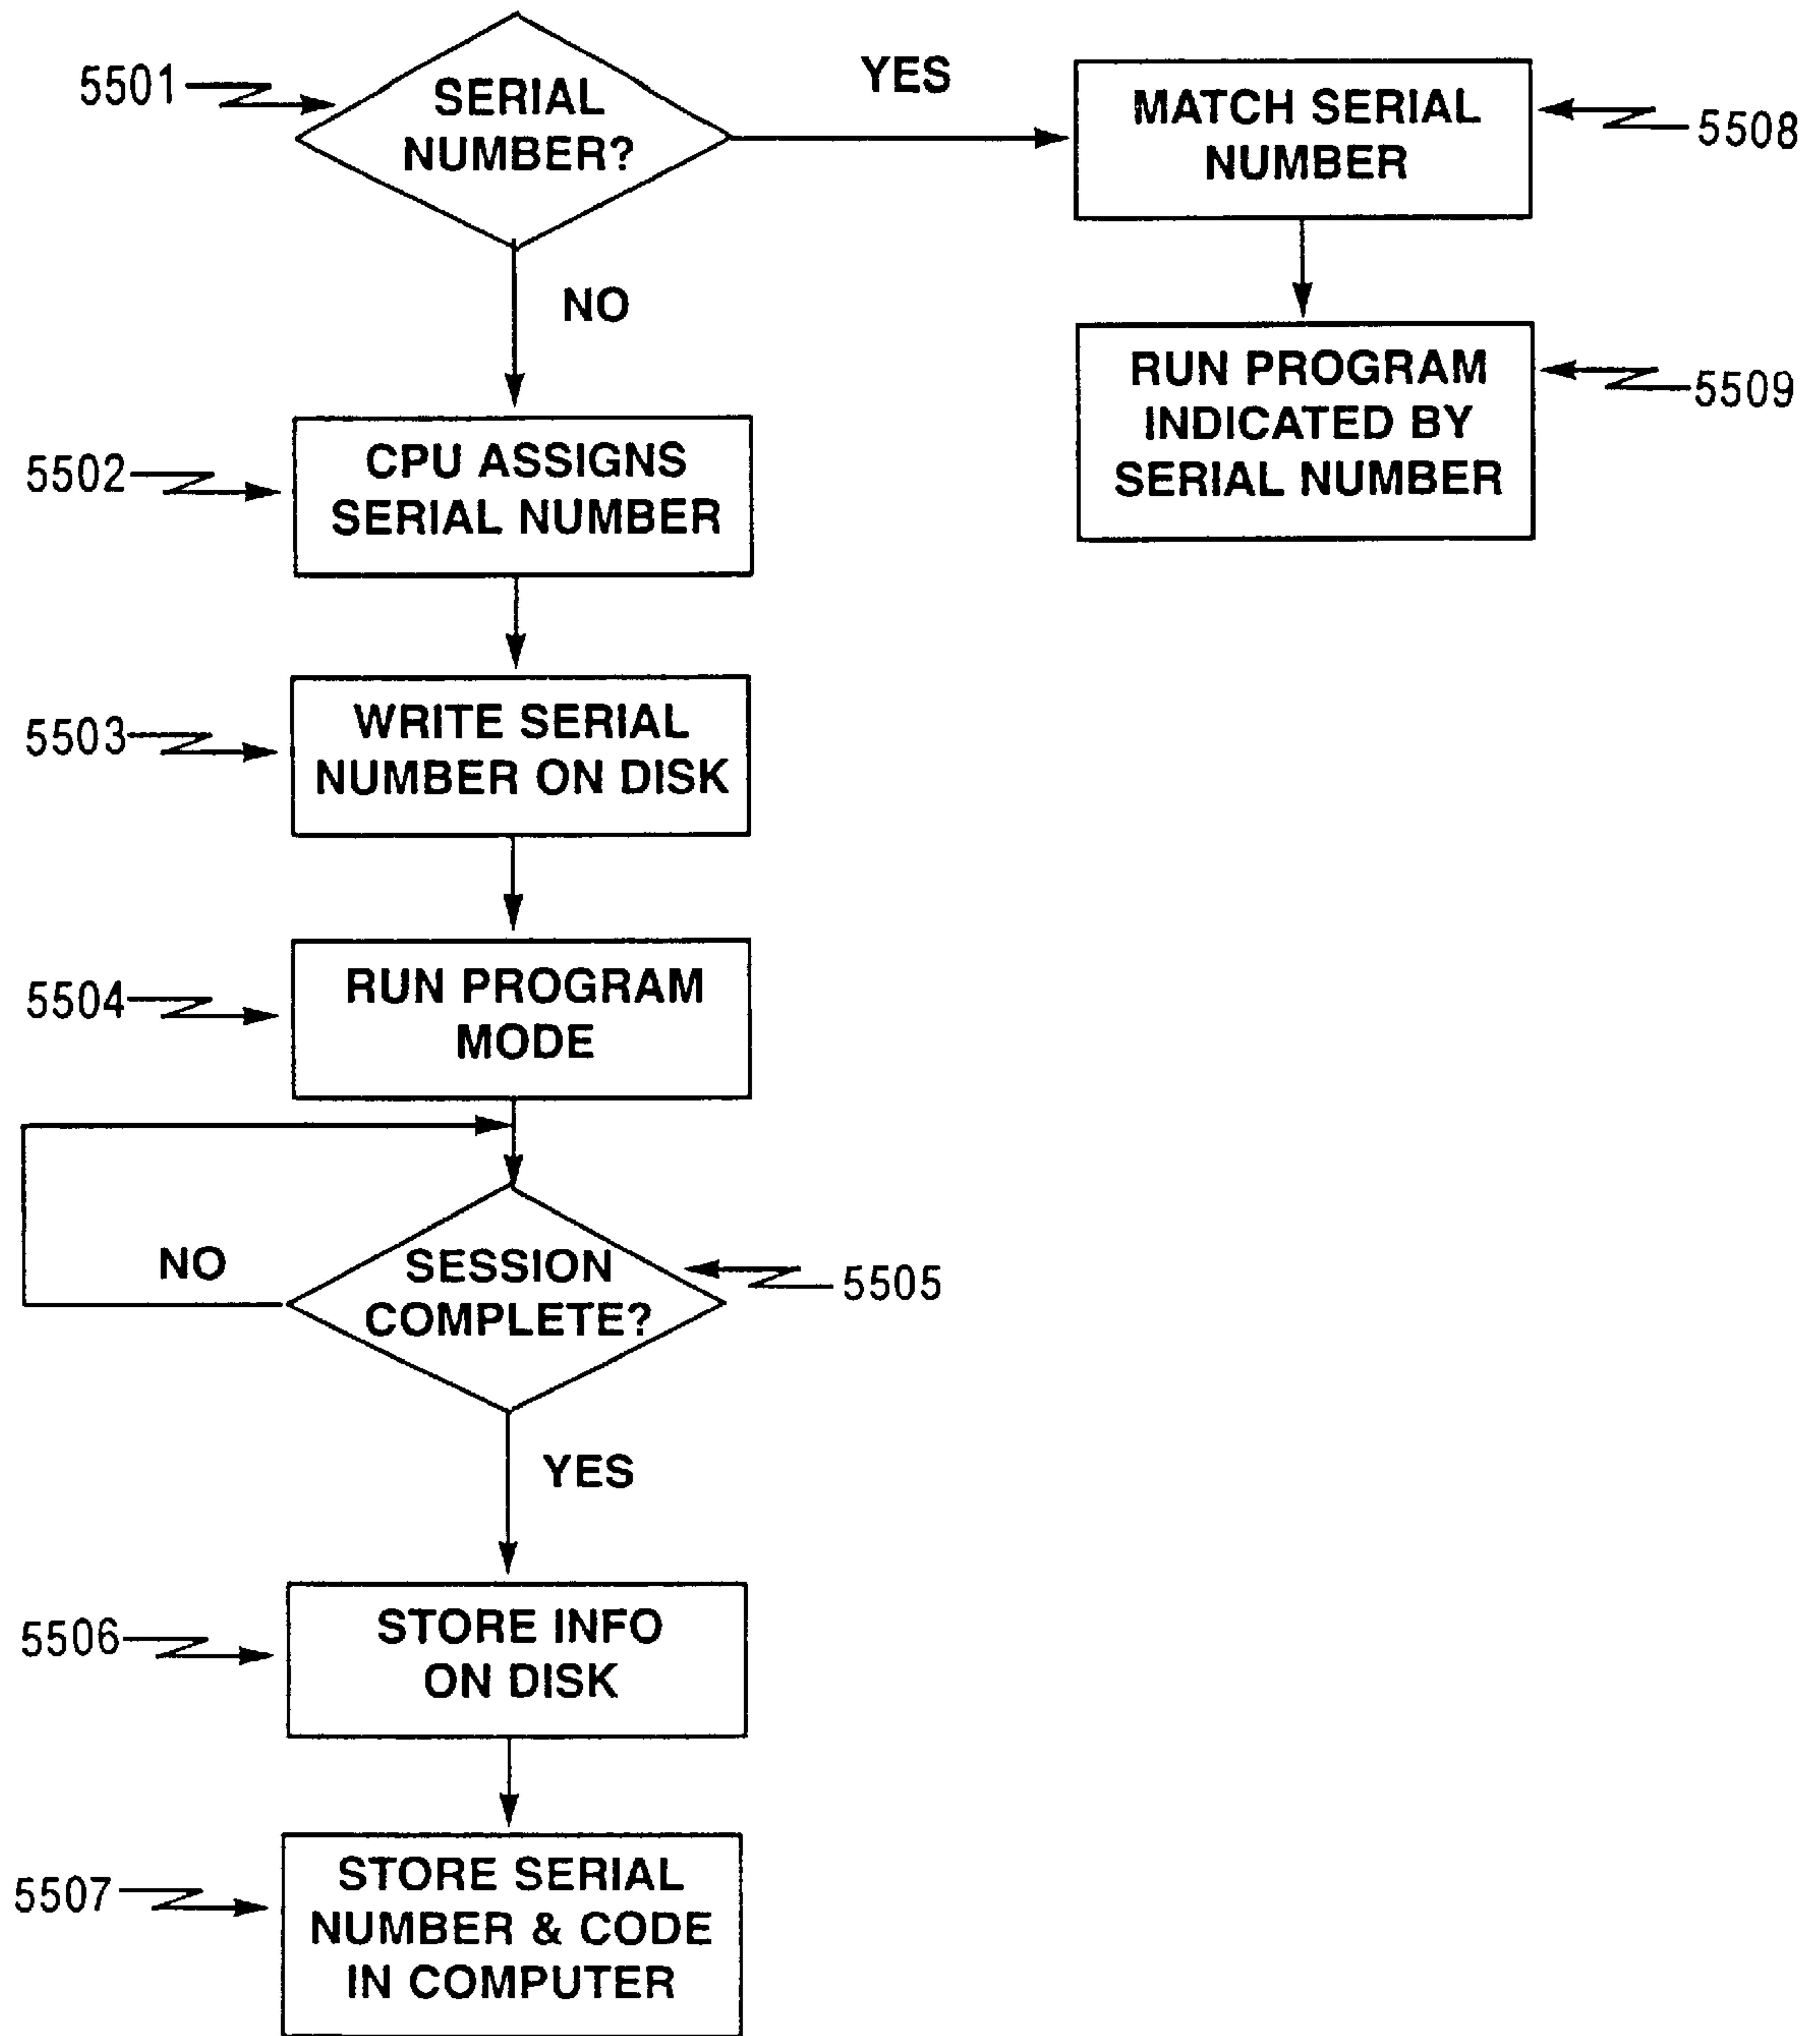 5501
SERIAL
NUMBER?
YES
MATCH SERIAL
NUMBER
5508
NO
RUN PROGRAM
INDICATED BY
SERIAL NUMBER
5509
5502
CPU ASSIGNS
SERIAL NUMBER
5503
WRITE SERIAL
NUMBER ON DISK
5504
RUN PROGRAM
MODE
NO
SESSION
COMPLETE?
5505
YES
5506
STORE INFO
ON DISK
5507
STORE SERIAL
NUMBER & CODE
IN COMPUTER